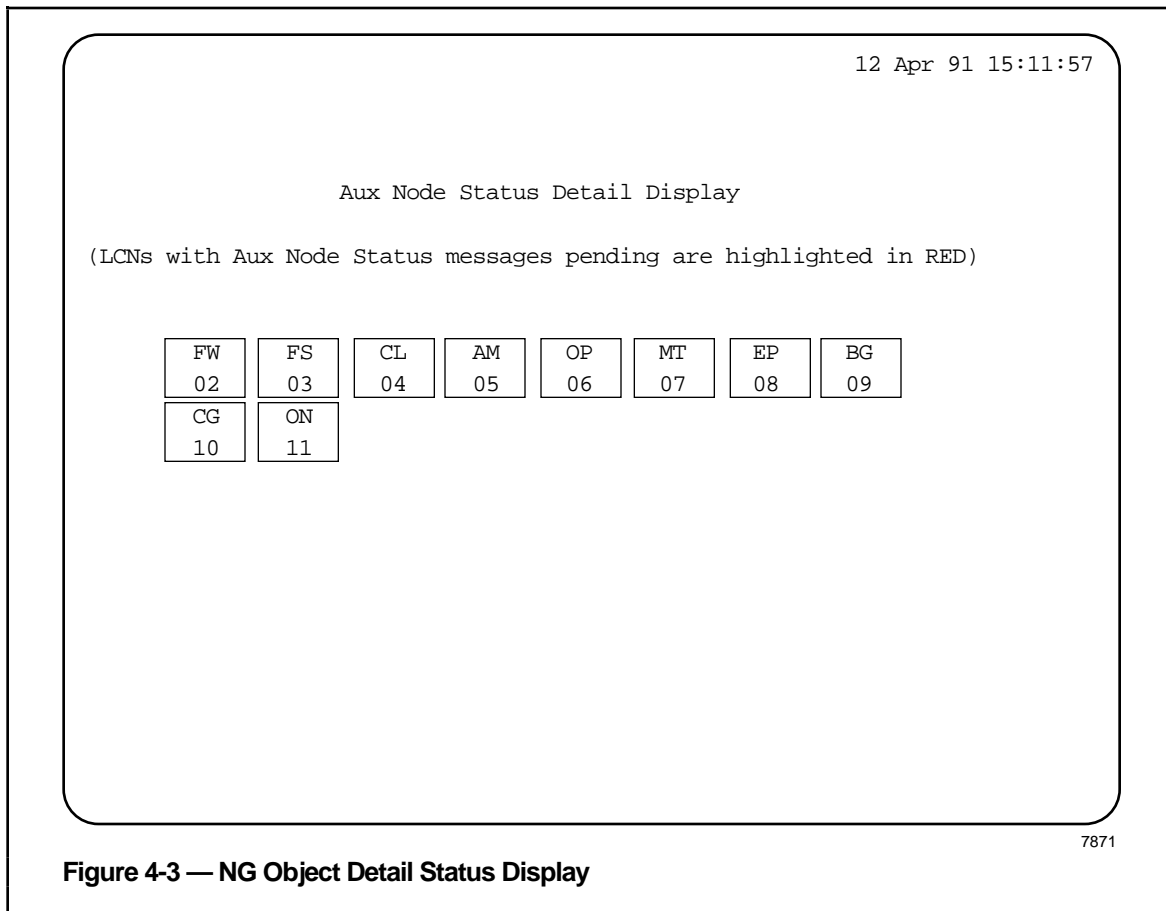 12 Apr 91 15:11:57
Aux Node Status Detail Display
(LCNs with Aux Node Status messages pending are highlighted in RED)
FW FS CL AM OP MT EP BG
02 03 04 05 06 07 08 09
CG ON
10 11
7871
Figure 4-3 — NG Object Detail Status Display